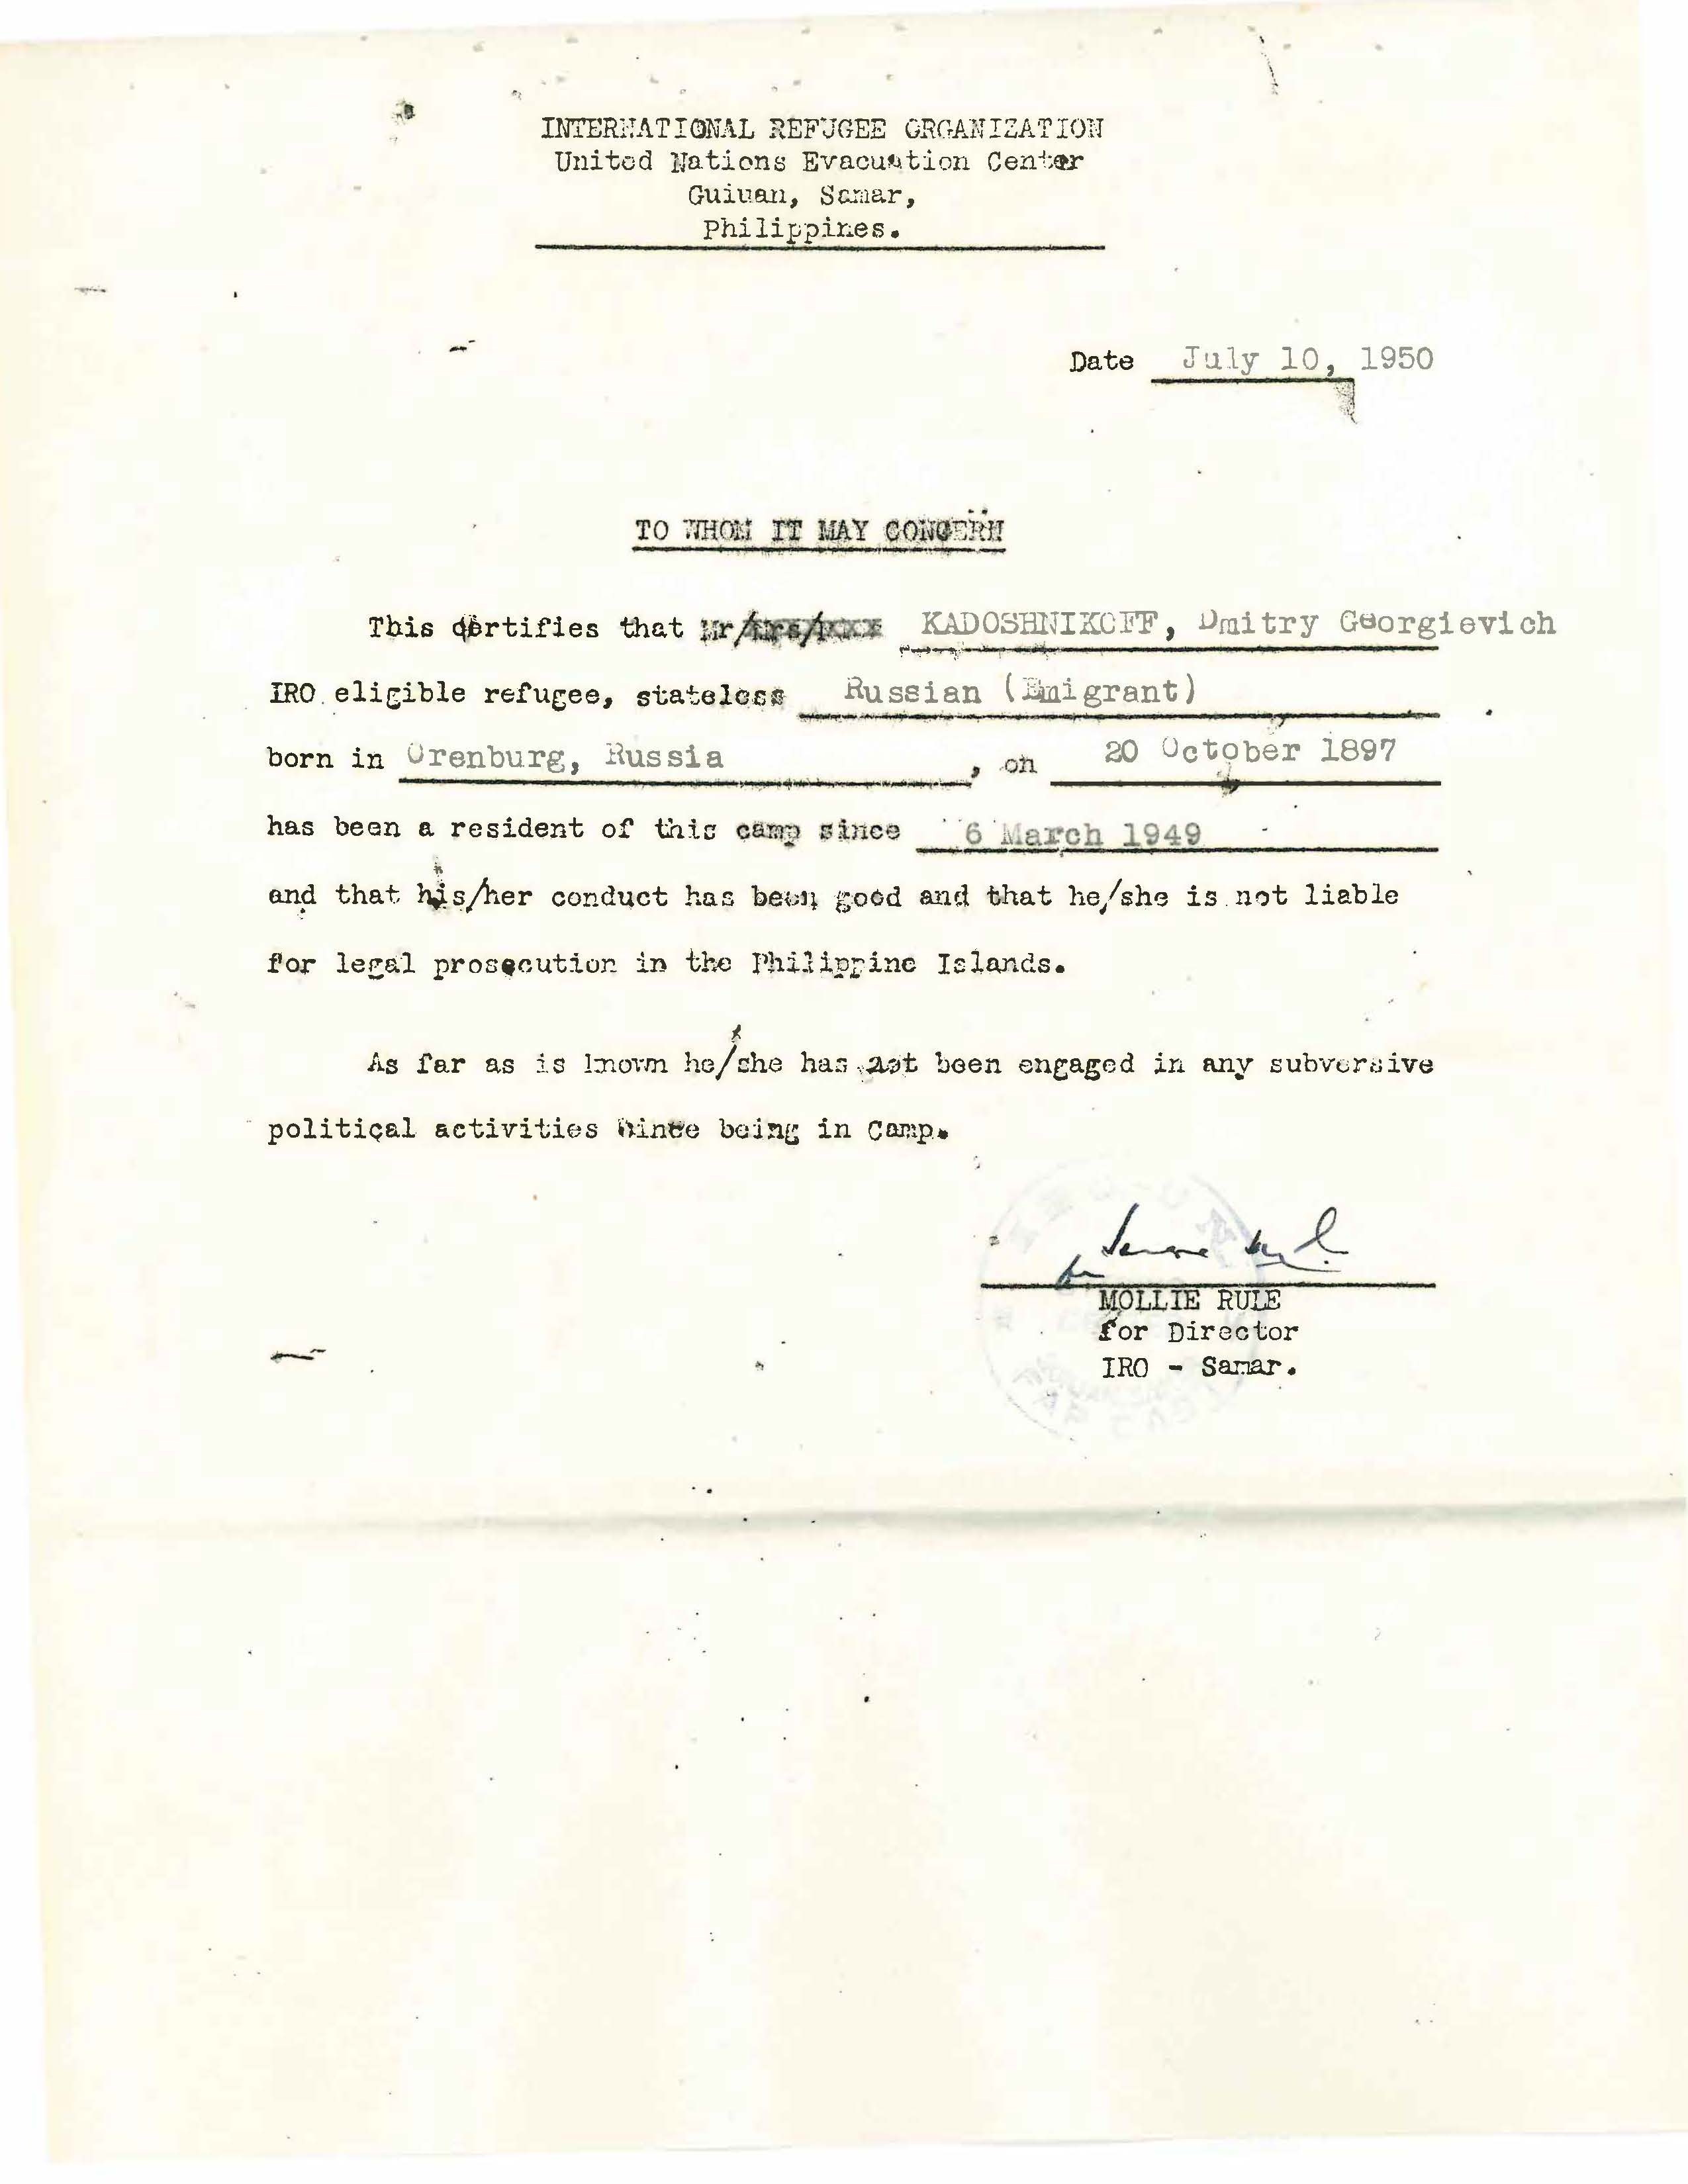 INTERNATIONAL REFUGEE ORGANIZATION
United Nations Evacuation Center
Guiuan, Samar,
Philippines.
Date July 10, 1950
TO WHOM IT MAY CONCERN
This certifies that Mr/Mrs/ KADOSHNIKOFF, Dmitry Georgievich
IRO eligible refugee, stateless Russian (Emigrant)
born in Orenburg, Russia, on 20 October 1897
has been a resident of this camp since 6 March 1949
and that his/her conduct has been good and that he/she is not liable
for legal prosecution in the Philippine Islands.
As far as is known he/she has not been engaged in any subversive
political activities since being in Camp.
for
MOLLIE RULE
for Director
IRO - Samar.